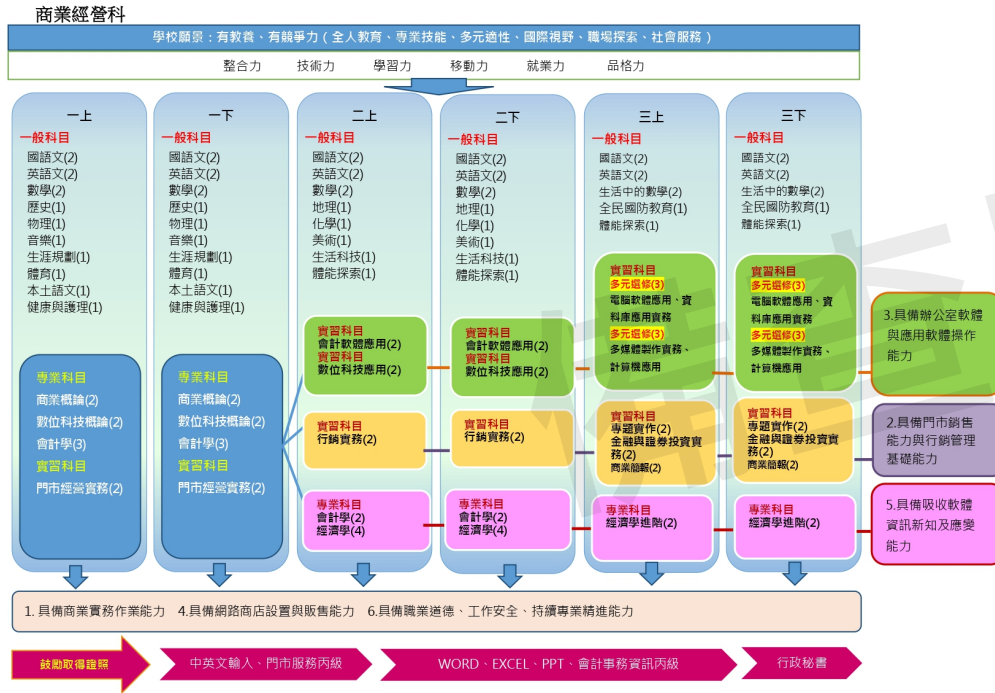 商業經營科
學校願景：有教養、有競爭力（全人教育、專業技能、多元適性、國際視野、職場探索、社會服務）
整合力 技術力 學習力 移動力 就業力 品格力
一上
一般科目
國語文(2)
英語文(2)
數學(2)
歷史(1)
物理(1)
音樂(1)
生涯規劃(1)
體育(1)
本土語文(1)
健康與護理(1)
專業科目
商業概論(2)
數位科技概論(2)
會計學(3)
實習科目
門市經營實務(2)
一下
一般科目
國語文(2)
英語文(2)
數學(2)
歷史(1)
物理(1)
音樂(1)
生涯規劃(1)
體育(1)
本土語文(1)
健康與護理(1)
專業科目
商業概論(2)
數位科技概論(2)
會計學(3)
實習科目
門市經營實務(2)
二上
一般科目
國語文(2)
英語文(2)
數學(2)
地理(1)
化學(1)
美術(1)
生活科技(1)
體能探索(1)
實習科目
會計軟體應用(2)
實習科目
數位科技應用(2)
實習科目
行銷實務(2)
專業科目
會計學(2)
經濟學(4)
二下
一般科目
國語文(2)
英語文(2)
數學(2)
地理(1)
化學(1)
美術(1)
生活科技(1)
體能探索(1)
實習科目
會計軟體應用(2)
實習科目
數位科技應用(2)
實習科目
行銷實務(2)
專業科目
會計學(2)
經濟學(4)
三上
一般科目
國語文(2)
英語文(2)
生活中的數學(2)
全民國防教育(1)
體能探索(1)
實習科目
多元選修(3)
電腦軟體應用、資
料庫應用實務
多元選修(3)
多媒體製作實務、
計算機應用
實習科目
專題實作(2)
金融與證券投資實
務(2)
商業簡報(2)
專業科目
經濟學進階(2)
三下
一般科目
國語文(2)
英語文(2)
生活中的數學(2)
全民國防教育(1)
體能探索(1)
實習科目
多元選修(3)
電腦軟體應用、資
料庫應用實務
多元選修(3)
多媒體製作實務、
計算機應用
實習科目
專題實作(2)
金融與證券投資實
務(2)
商業簡報(2)
專業科目
經濟學進階(2)
3.具備辦公室軟體
與應用軟體操作
能力
2.具備門市銷售
能力與行銷管理
基礎能力
5.具備吸收軟體
資訊新知及應變
能力
1. 具備商業實務作業能力 4.具備網路商店設置與販售能力 6.具備職業道德、工作安全、持續專業精進能力
鼓勵取得證照
中英文輸入、門市服務丙級
WORD、EXCEL、PPT、會計事務資訊丙級
行政秘書